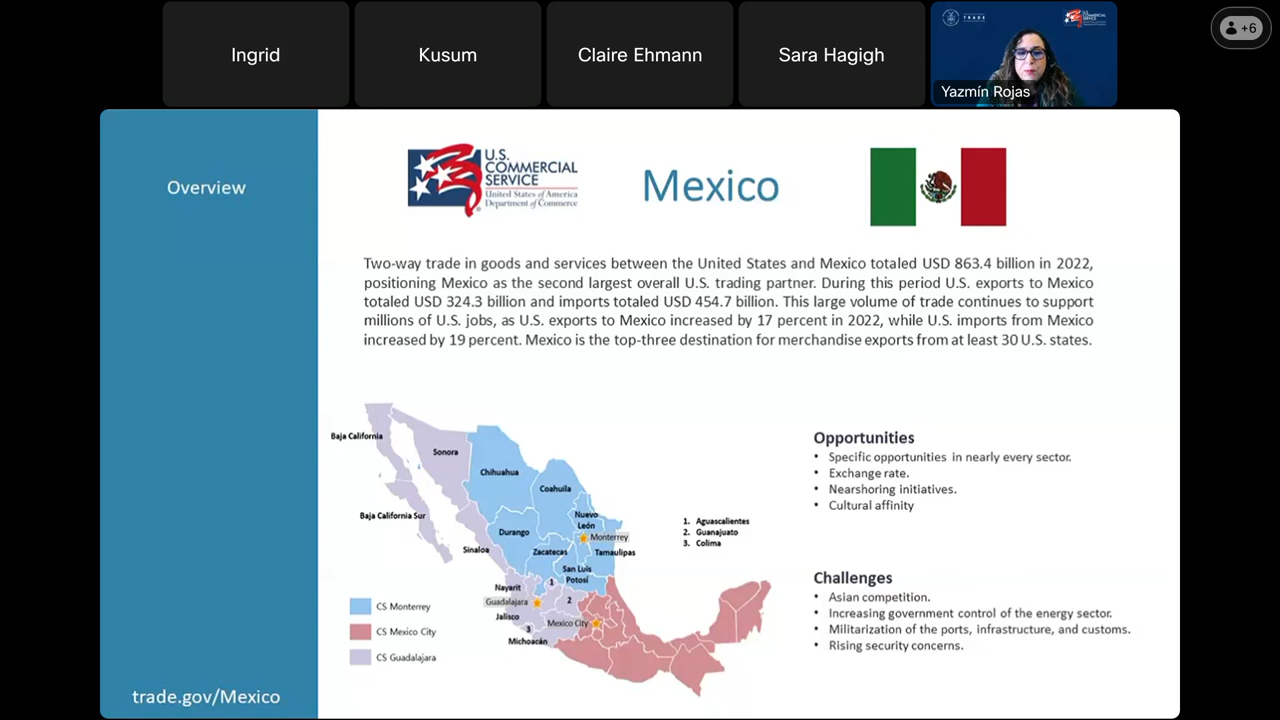 Ingrid
Kusum
Claire Ehmann
Sara Hagigh
TRADE
Yazmín Rojas
+6
Overview
U.S.
COMMERCIAL
SERVICE
United States of America
Department of Commerce
Mexico
Two-way trade in goods and services between the United States and Mexico totaled USD 863.4 billion in 2022,
positioning Mexico as the second largest overall U.S. trading partner. During this period U.S. exports to Mexico
totaled USD 324.3 billion and imports totaled USD 454.7 billion. This large volume of trade continues to support
millions of U.S. jobs, as U.S. exports to Mexico increased by 17 percent in 2022, while U.S. imports from Mexico
increased by 19 percent. Mexico is the top-three destination for merchandise exports from at least 30 U.S. states.
Baja California
Sonora
Chihuahua
Coahuila
Baja California Sur
Nuevo
León
Monterrey
Durango
Sinaloa
Zacatecas
Tamaulipas
San Luis
Potosí
Nayarit
1
Guadalajara
2
Jalisco
Mexico City
3
Michoacán
1. Aguascalientes
2. Guanajuato
3. Colima
CS Monterrey
CS Mexico City
CS Guadalajara
Opportunities
• Specific opportunities in nearly every sector.
• Exchange rate.
• Nearshoring initiatives.
• Cultural affinity
Challenges
• Asian competition.
• Increasing government control of the energy sector.
• Militarization of the ports, infrastructure, and customs.
• Rising security concerns.
trade.gov/Mexico